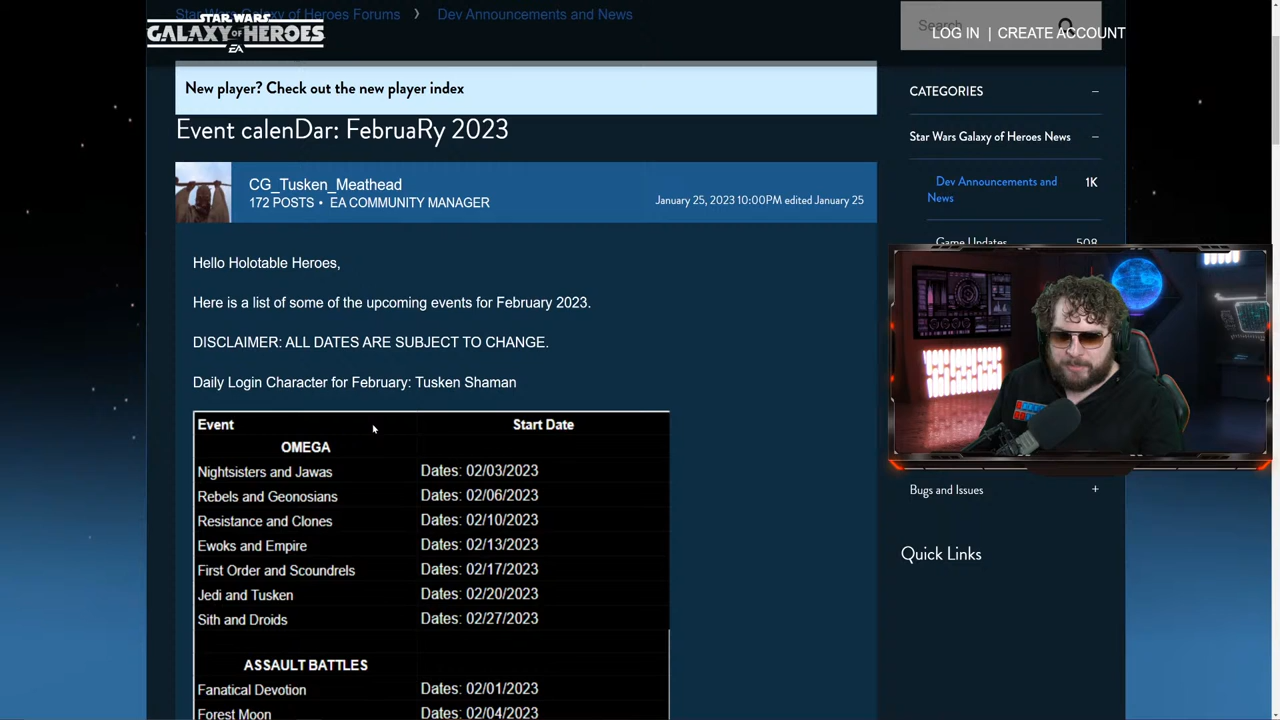 Star Wars Galaxy of Heroes Forums › Dev Announcements and News
STAR WARS
GALAXY OF HEROES
EA
Search
LOG IN | CREATE ACCOUNT
New player? Check out the new player index
Event calenDar: FebruaRy 2023
CG_Tusken_Meathead
172 POSTS • EA COMMUNITY MANAGER
January 25, 2023 10:00PM edited January 25
Hello Holotable Heroes,
Here is a list of some of the upcoming events for February 2023.
DISCLAIMER: ALL DATES ARE SUBJECT TO CHANGE.
Daily Login Character for February: Tusken Shaman
Event Start Date
OMEGA
Nightsisters and Jawas Dates: 02/03/2023
Rebels and Geonosians Dates: 02/06/2023
Resistance and Clones Dates: 02/10/2023
Ewoks and Empire Dates: 02/13/2023
First Order and Scoundrels Dates: 02/17/2023
Jedi and Tusken Dates: 02/20/2023
Sith and Droids Dates: 02/27/2023
ASSAULT BATTLES
Fanatical Devotion Dates: 02/01/2023
Forest Moon Dates: 02/04/2023
CATEGORIES –
Star Wars Galaxy of Heroes News –
Dev Announcements and 1K
News
Game Updates 508
Bugs and Issues +
Quick Links